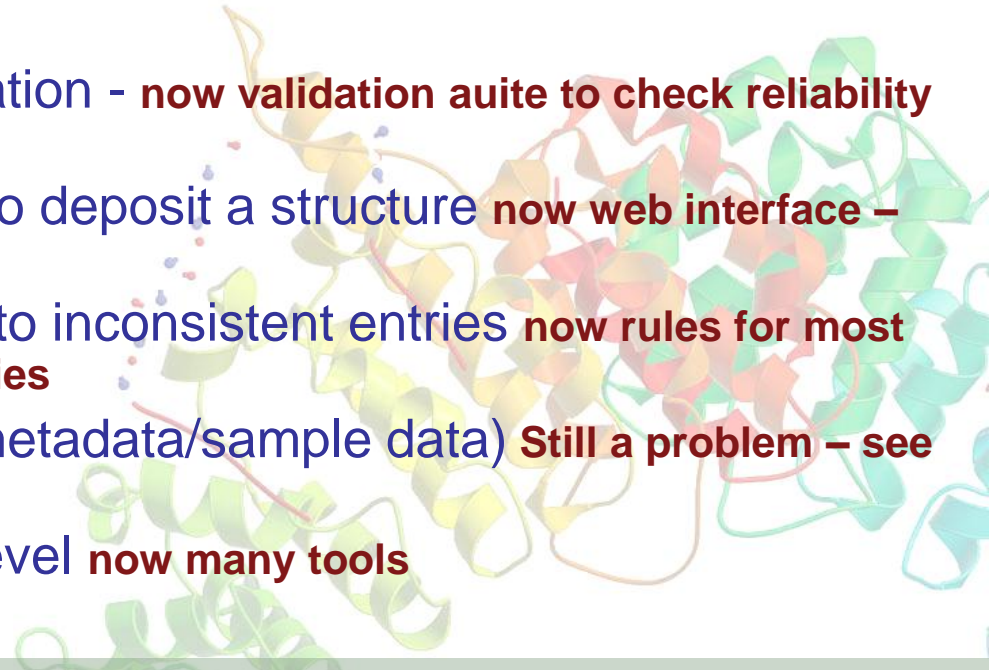 ation - now validation auite to check reliability
o deposit a structure now web interface –
to inconsistent entries now rules for most
ies
netadata/sample data) Still a problem – see
evel now many tools